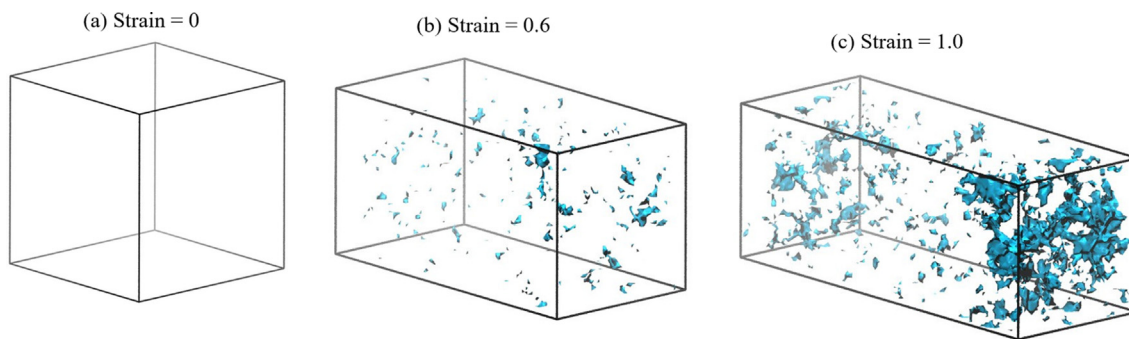 (a) Strain = 0
(b) Strain = 0.6
(c) Strain = 1.0